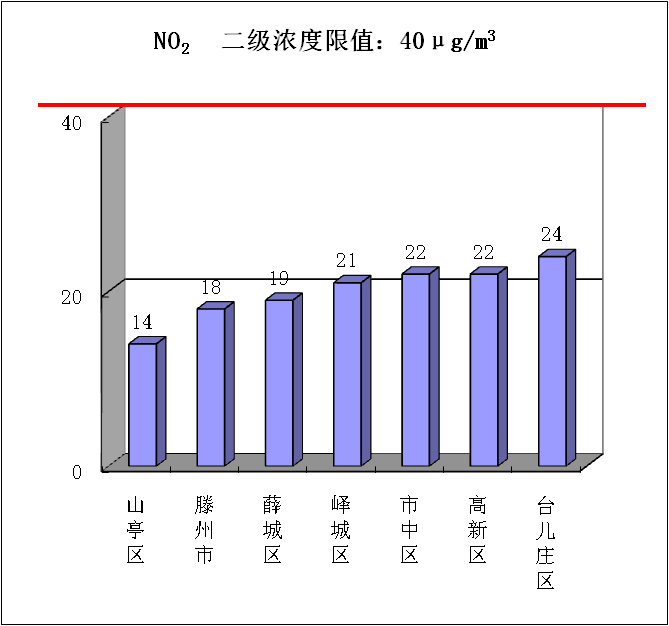 NO₂ 二级浓度限值：40μg/m³
40
20
0
14
18
19
21
22
22
24
山亭区
滕州市
薛城区
峄城区
市中区
高新区
台儿庄区